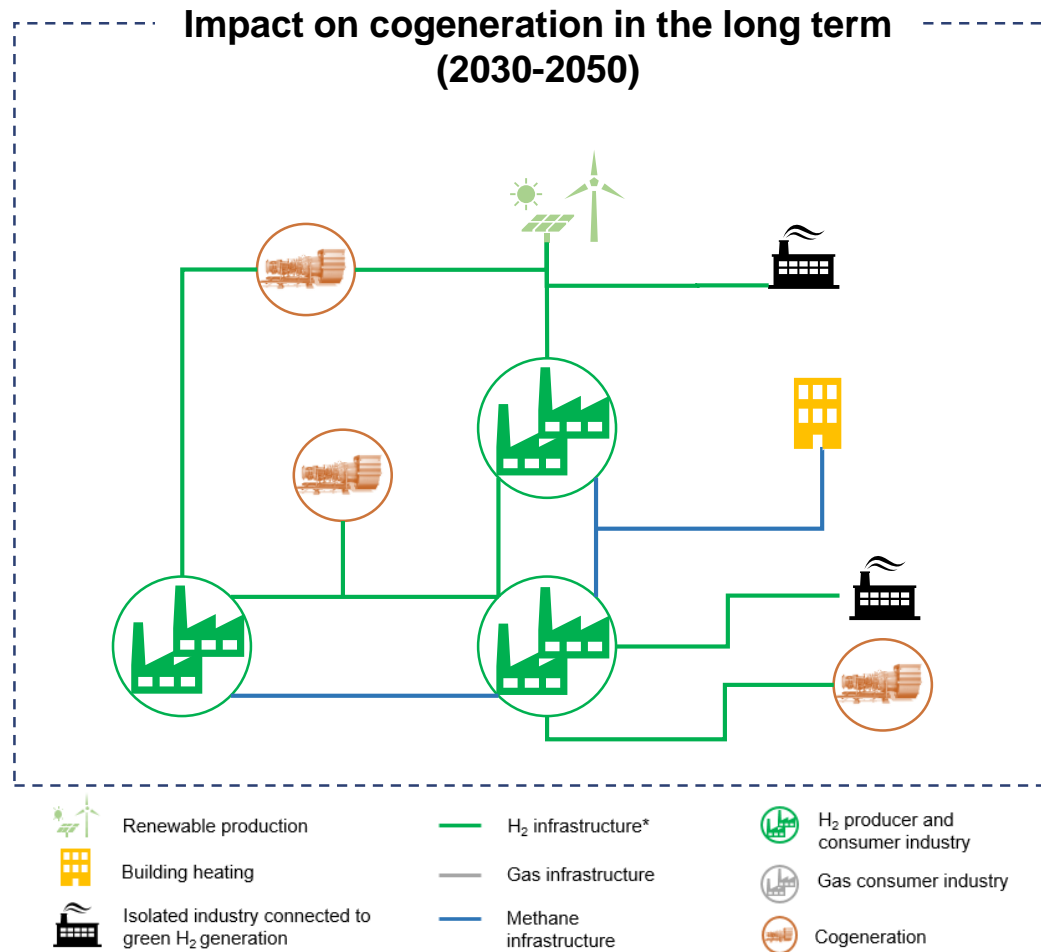 Impact on cogeneration in the long term
(2030-2050)
Renewable production
H₂ infrastructure*
H₂ producer and
consumer industry
Building heating
Gas infrastructure
Gas consumer industry
Isolated industry connected to
green H₂ generation
Methane
infrastructure
Cogeneration